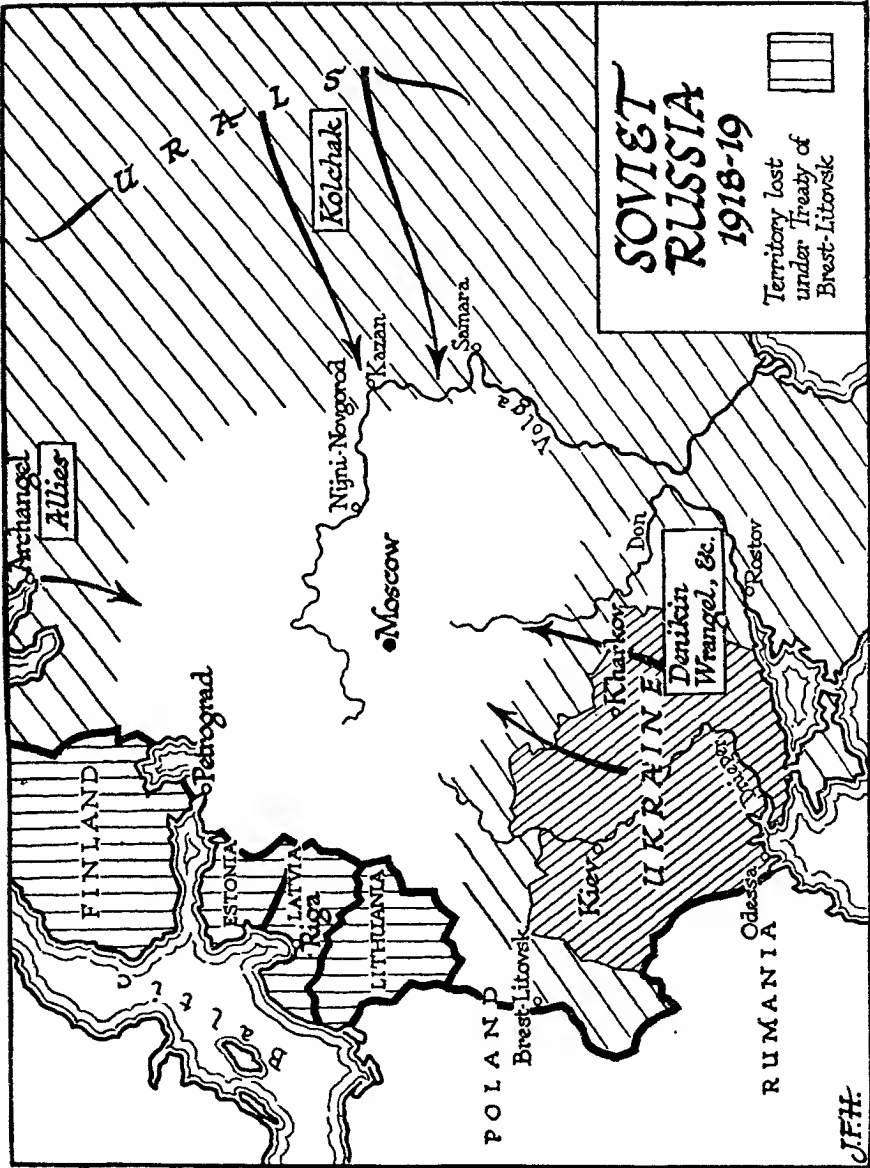 SOVIET
RUSSIA
1918-19
Territory lost
under Treaty of
Brest-Litovsk
URALS
Kolchak
Archangel
Allies
Nijni-Novgorod
Kazan
Samara
Volga
Moscow
Petrograd
FINLAND
ESTONIA
LATVIA
Riga
LITHUANIA
Baltic
POLAND
Brest-Litovsk
Kiev
UKRAINE
Kharkov
Don
Denikin
Wrangel, &c.
Rostov
Dnieper
Odessa
RUMANIA
J.F.H.